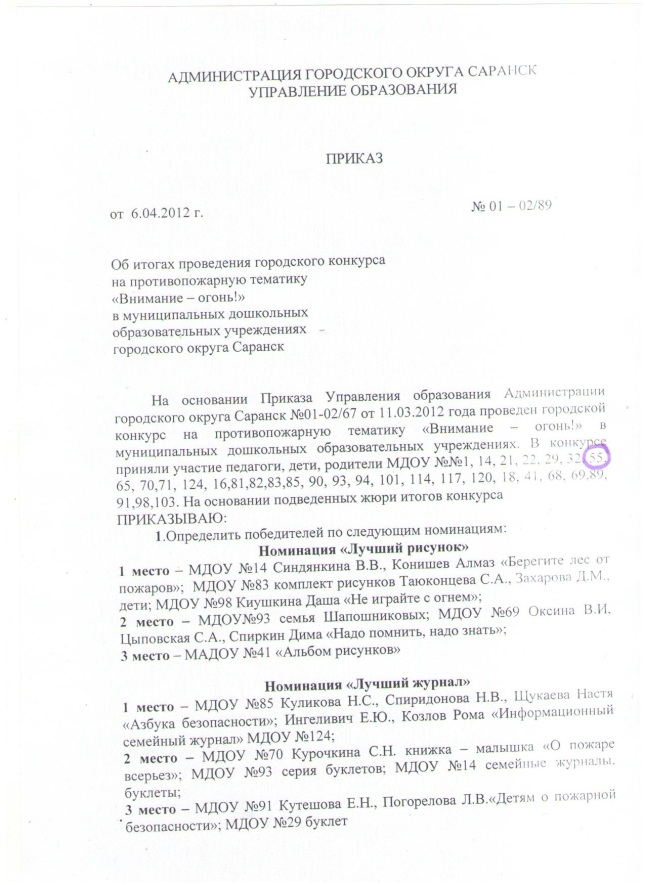 АДМИНИСТРАЦИЯ ГОРОДСКОГО ОКРУГА САРАНСК
УПРАВЛЕНИЕ ОБРАЗОВАНИЯ
ПРИКАЗ
от 6.04.2012 г.
№ 01 – 02/89
Об итогах проведения городского конкурса
на противопожарную тематику
«Внимание – огонь!»
в муниципальных дошкольных
образовательных учреждениях
городского округа Саранск
На основании Приказа Управления образования Администрации
городского округа Саранск №01-02/67 от 11.03.2012 года проведен городской
конкурс на противопожарную тематику «Внимание – огонь!» в
муниципальных дошкольных образовательных учреждениях. В конкурсе
приняли участие педагоги, дети, родители МДОУ №№1, 14, 21, 22, 29, 32, 55,
65, 70,71, 124, 16,81,82,83,85, 90, 93, 94, 101, 114, 117, 120, 18, 41, 68, 69,89,
91,98,103. На основании подведенных жюри итогов конкурса
ПРИКАЗЫВАЮ:
1.Определить победителей по следующим номинациям:
Номинация «Лучший рисунок»
1 место – МДОУ №14 Синдянкина В.В., Конишев Алмаз «Берегите лес от
пожаров»; МДОУ №83 комплект рисунков Таюконцева С.А., Захарова Д.М.,
дети; МДОУ №98 Киушкина Даша «Не играйте с огнем»;
2 место – МДОУ№93 семья Шапошниковых; МДОУ №69 Оксина В.И.
Цыповская С.А., Спиркин Дима «Надо помнить, надо знать»;
3 место – МАДОУ №41 «Альбом рисунков»
Номинация «Лучший журнал»
1 место – МДОУ №85 Куликова Н.С., Спиридонова Н.В., Щукаева Настя
«Азбука безопасности»; Ингеливич Е.Ю., Козлов Рома «Информационный
семейный журнал» МДОУ №124;
2 место – МДОУ №70 Курочкина С.Н. книжка – малышка «О пожаре
всерьез»; МДОУ №93 серия буклетов; МДОУ №14 семейные журналы,
буклеты;
3 место – МДОУ №91 Кутешова Е.Н., Погорелова Л.В.«Детям о пожарной
безопасности»; МДОУ №29 буклет